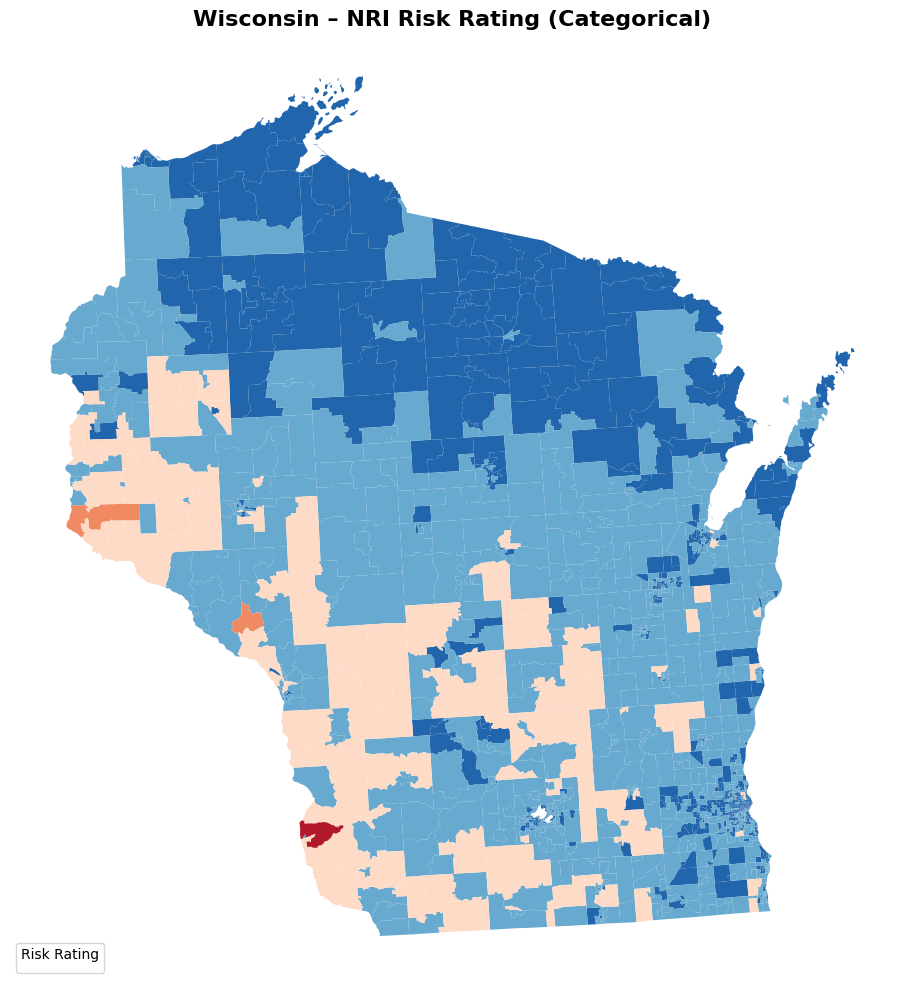 Wisconsin – NRI Risk Rating (Categorical)
Risk Rating